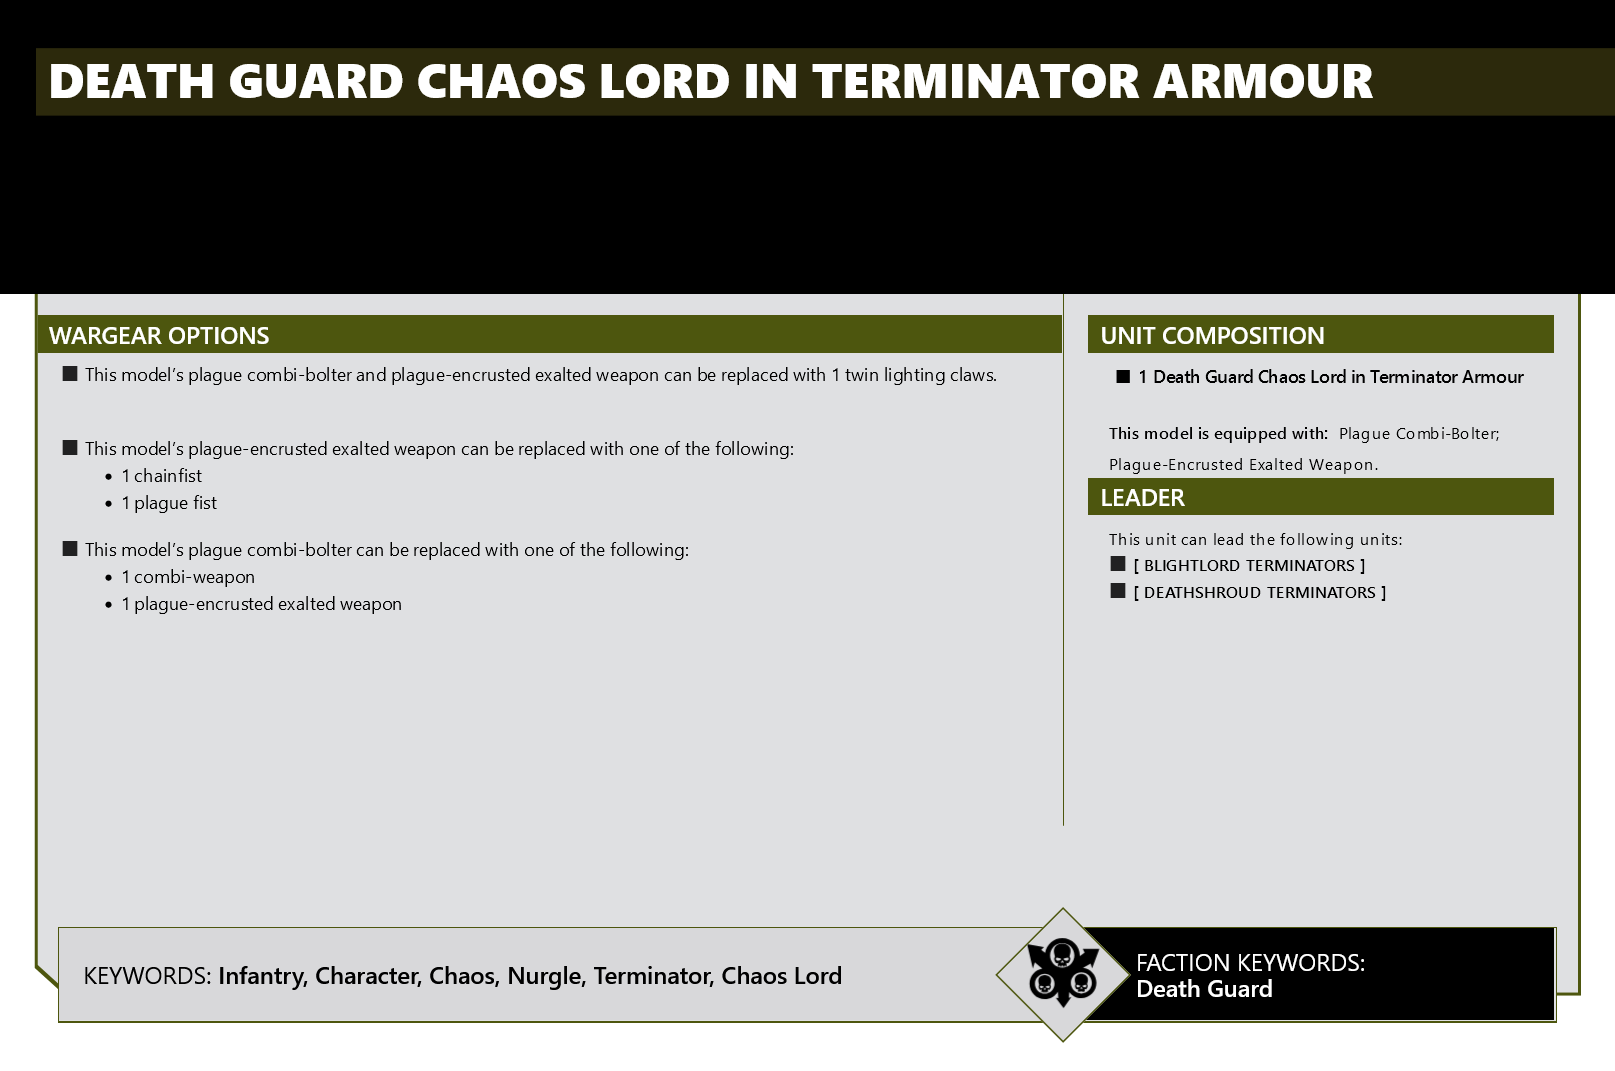 DEATH GUARD CHAOS LORD IN TERMINATOR ARMOUR
WARGEAR OPTIONS
■ This model’s plague combi-bolter and plague-encrusted exalted weapon can be replaced with 1 twin lighting claws.
■ This model’s plague-encrusted exalted weapon can be replaced with one of the following:
• 1 chainfist
• 1 plague fist
■ This model’s plague combi-bolter can be replaced with one of the following:
• 1 combi-weapon
• 1 plague-encrusted exalted weapon
UNIT COMPOSITION
■ 1 Death Guard Chaos Lord in Terminator Armour
This model is equipped with: Plague Combi-Bolter;
Plague-Encrusted Exalted Weapon.
LEADER
This unit can lead the following units:
■ [ BLIGHTLORD TERMINATORS ]
■ [ DEATHSHROUD TERMINATORS ]
KEYWORDS: Infantry, Character, Chaos, Nurgle, Terminator, Chaos Lord
FACTION KEYWORDS:
Death Guard